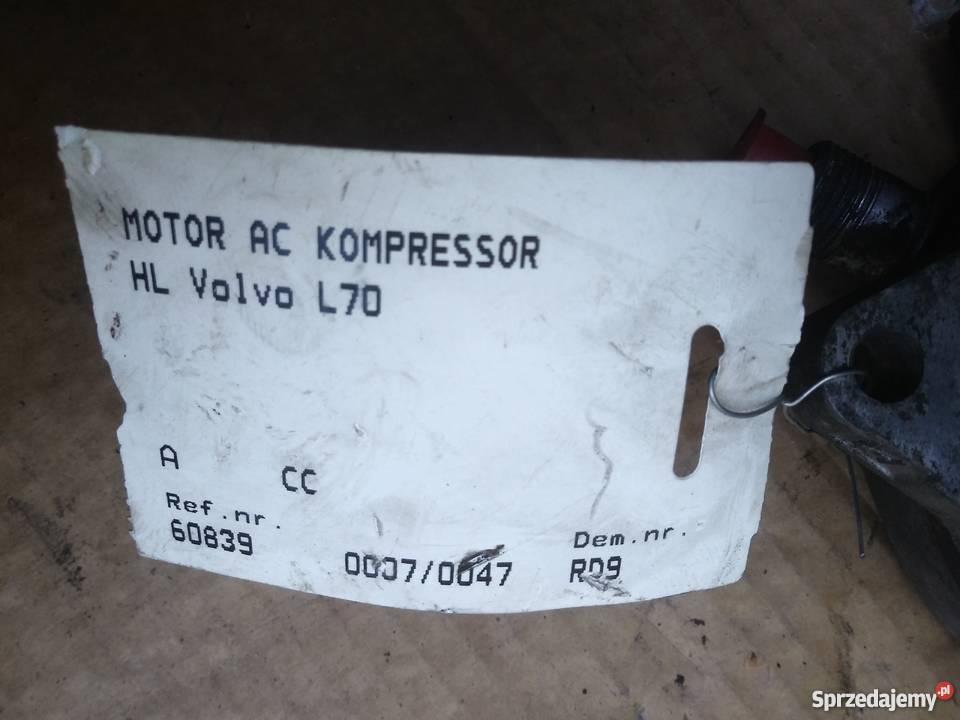 MOTOR AC KOMPRESSOR
HL Volvo L70
A CC
Ref.nr. Dem.nr.
60839 0007/0047 RD9
Sprzedajemy.pl